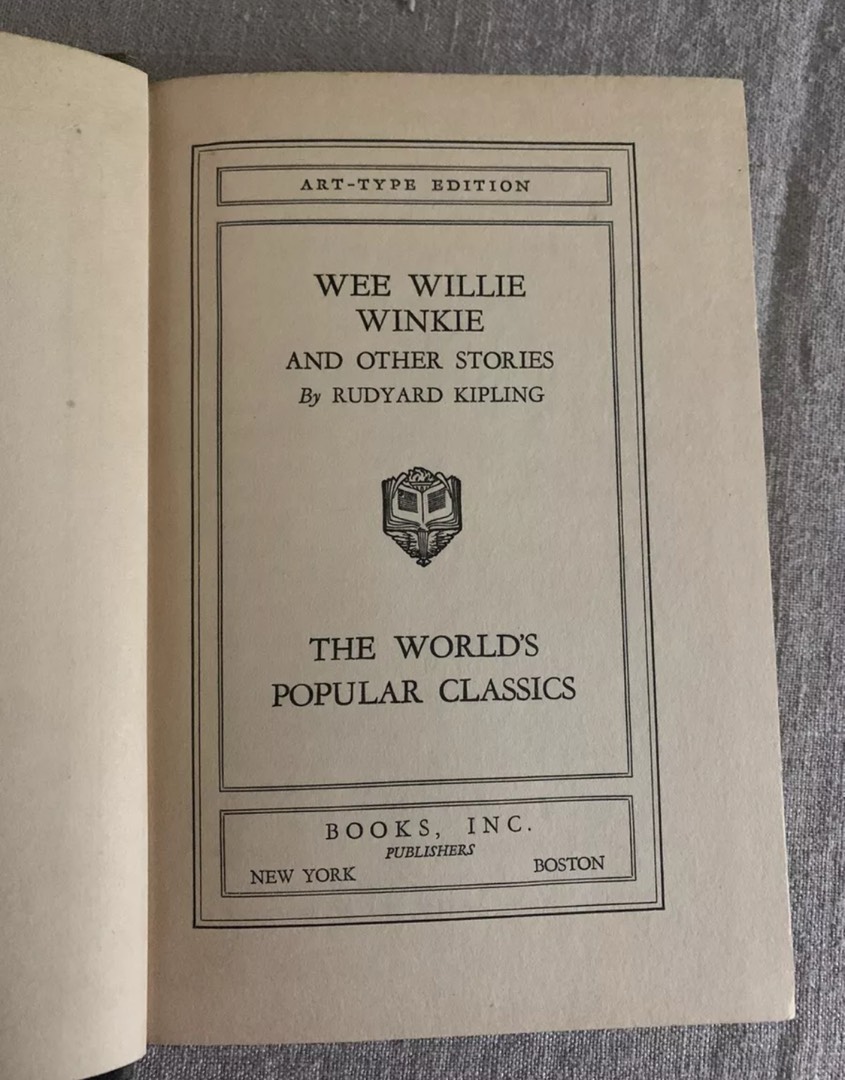 ART-TYPE EDITION
WEE WILLIE
WINKIE
AND OTHER STORIES
By RUDYARD KIPLING
THE WORLD'S
POPULAR CLASSICS
BOOKS, INC.
PUBLISHERS
NEW YORK BOSTON